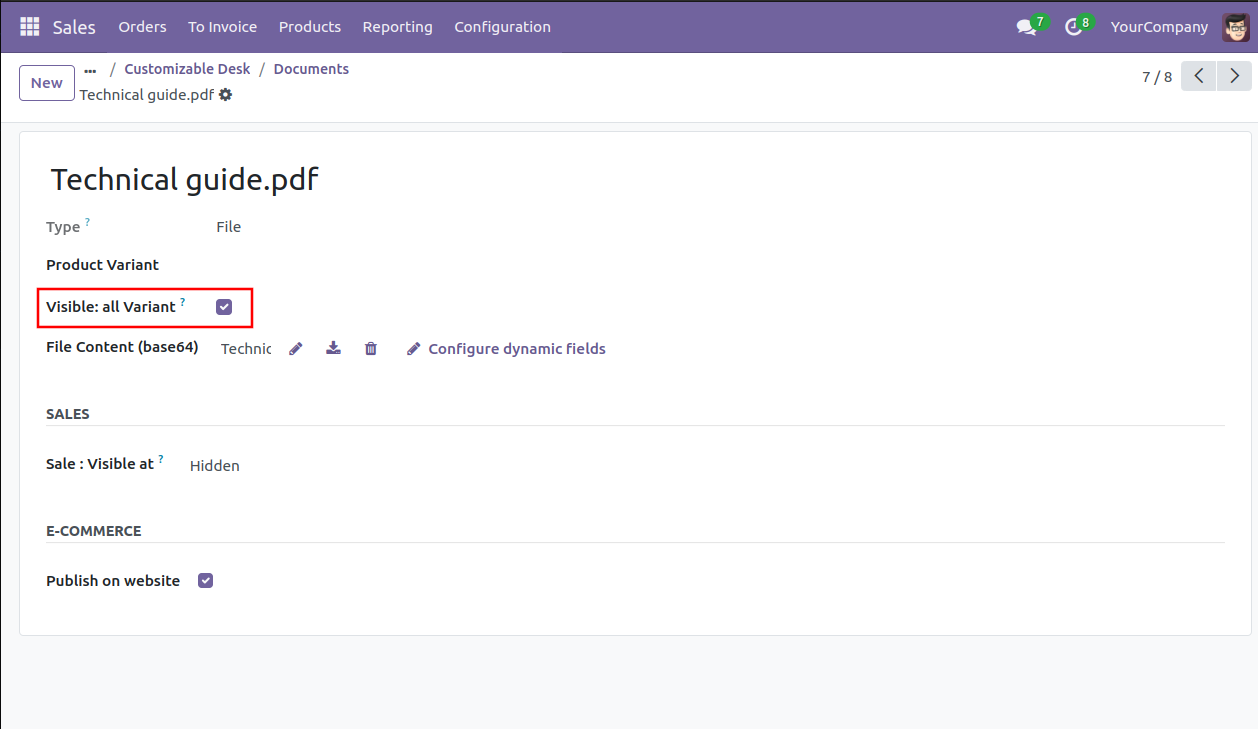 Sales Orders To Invoice Products Reporting Configuration 7 8 YourCompany
New ... / Customizable Desk / Documents
Technical guide.pdf
7 / 8
Technical guide.pdf
Type ? File
Product Variant
Visible: all Variant ?
File Content (base64) Technic Configure dynamic fields
SALES
Sale : Visible at ? Hidden
E-COMMERCE
Publish on website